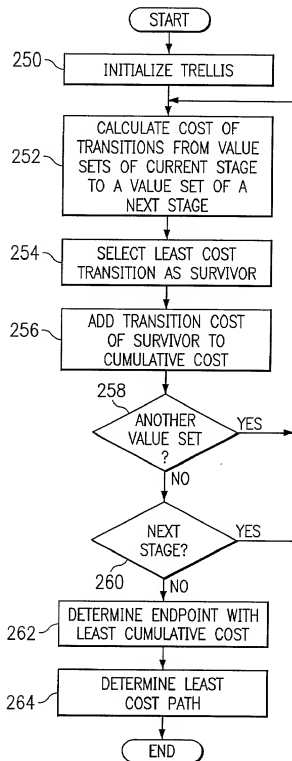 START
250
INITIALIZE TRELLIS
252
CALCULATE COST OF
TRANSITIONS FROM VALUE
SETS OF CURRENT STAGE
TO A VALUE SET OF A
NEXT STAGE
254
SELECT LEAST COST
TRANSITION AS SURVIVOR
256
ADD TRANSITION COST
OF SURVIVOR TO
CUMULATIVE COST
258
ANOTHER
VALUE SET
?
YES
NO
NEXT
STAGE?
YES
260
NO
262
DETERMINE ENDPOINT WITH
LEAST CUMULATIVE COST
264
DETERMINE LEAST
COST PATH
END